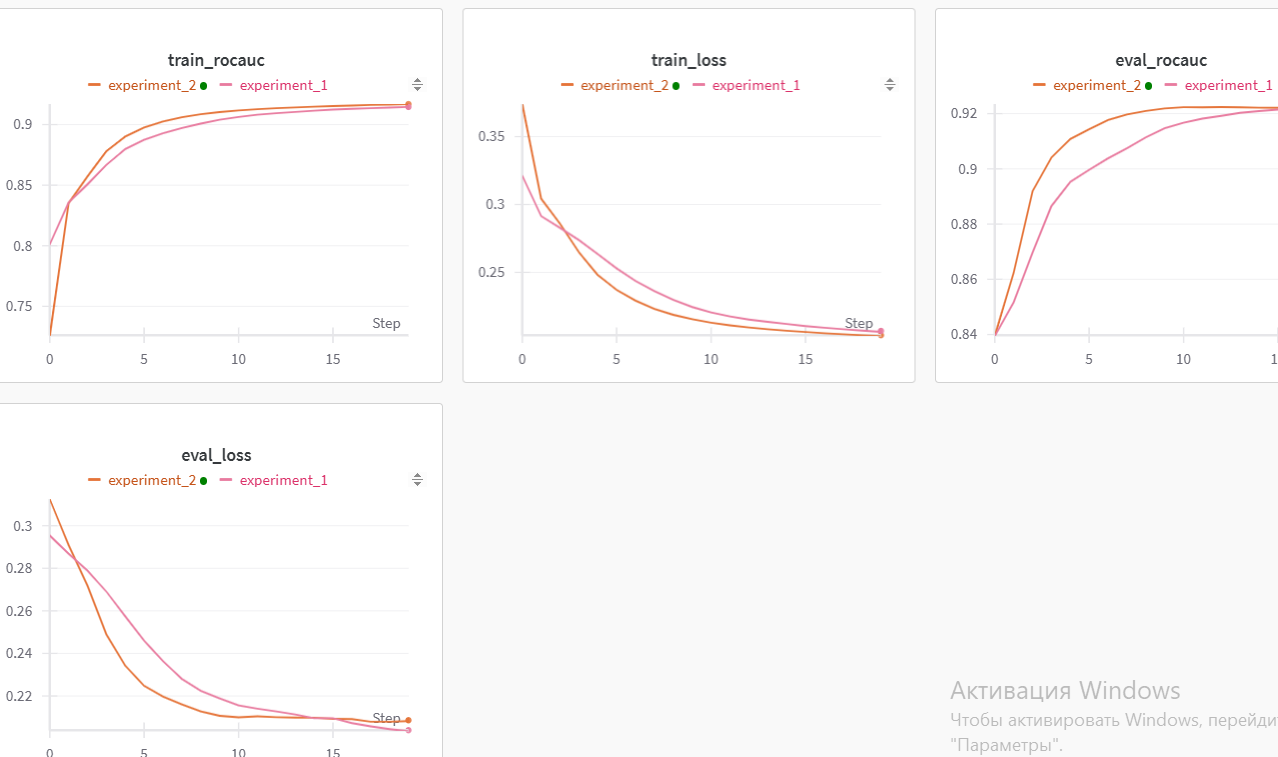 train_rocauc
experiment_2 experiment_1
0.9
0.85
0.8
0.75
Step
0 5 10 15
train_loss
experiment_2 experiment_1
0.35
0.3
0.25
Step
0 5 10 15
eval_rocauc
experiment_2 experiment_1
0.92
0.9
0.88
0.86
0.84
0 5 10 1
eval_loss
experiment_2 experiment_1
0.3
0.28
0.26
0.24
0.22
Step
0 5 10 15
Активация Windows
Чтобы активировать Windows, перейди
"Параметры".